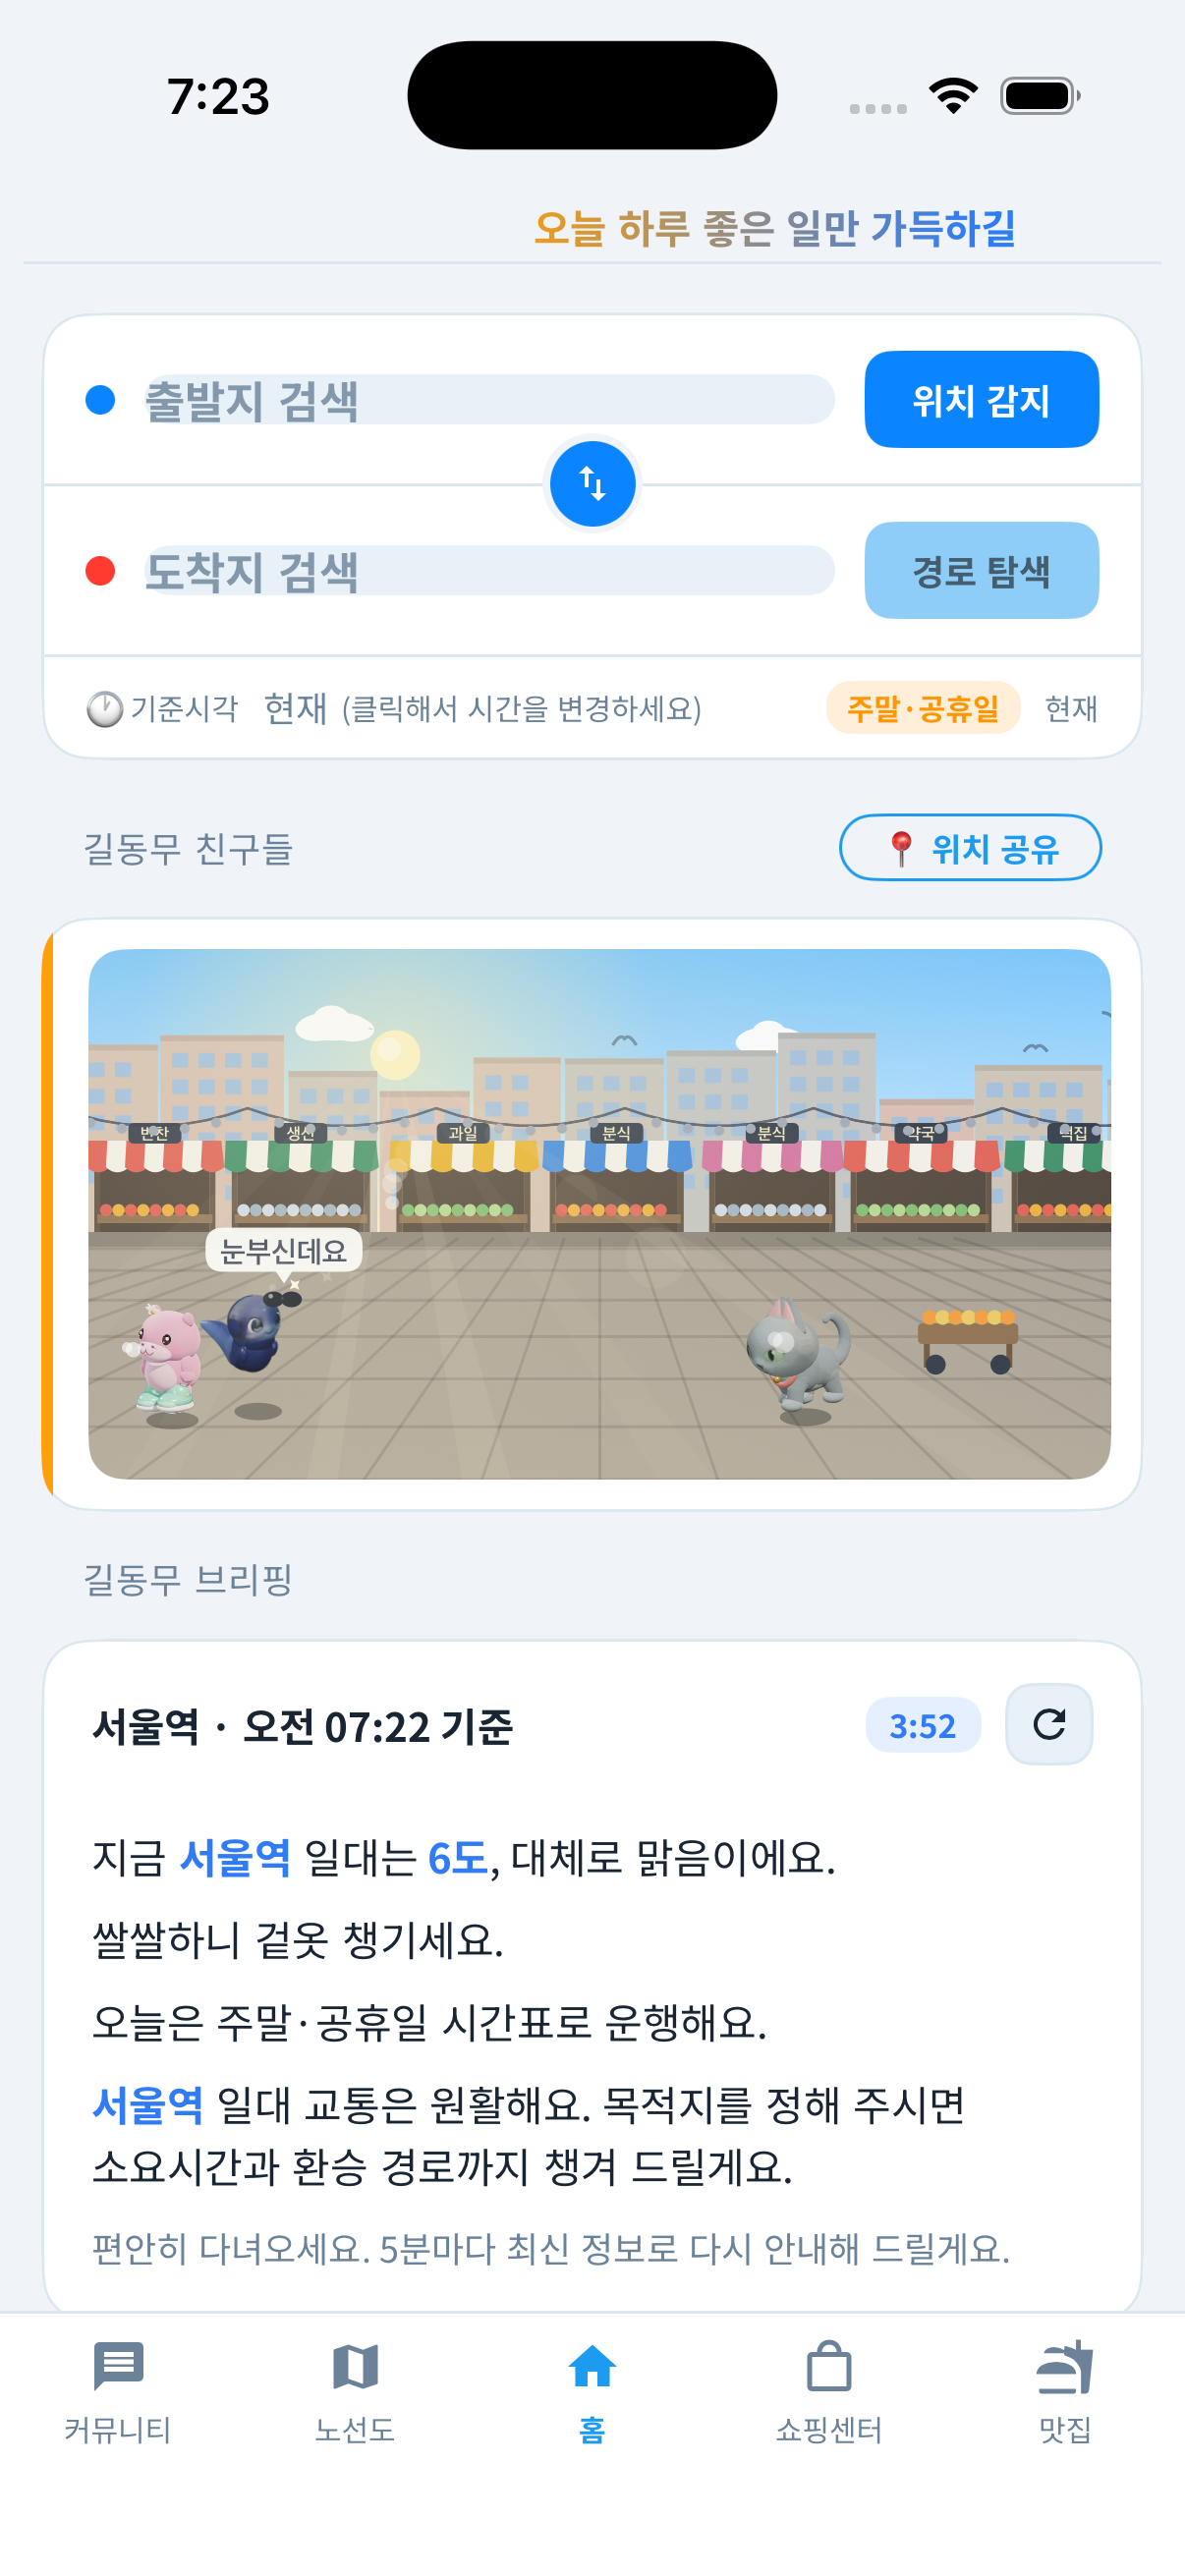 7:23
오늘 하루 좋은 일만 가득하길
출발지 검색
위치 감지
도착지 검색
경로 탐색
기준시각 현재 (클릭해서 시간을 변경하세요) 주말·공휴일 현재
길동무 친구들
위치 공유
반찬 생선 과일 분식 분식 약국 떡집
눈부신데요
길동무 브리핑
서울역 · 오전 07:22 기준
3:52
지금 서울역 일대는 6도, 대체로 맑음이에요.
쌀쌀하니 겉옷 챙기세요.
오늘은 주말·공휴일 시간표로 운행해요.
서울역 일대 교통은 원활해요. 목적지를 정해 주시면
소요시간과 환승 경로까지 챙겨 드릴게요.
편안히 다녀오세요. 5분마다 최신 정보로 다시 안내해 드릴게요.
커뮤니티 노선도 홈 쇼핑센터 맛집